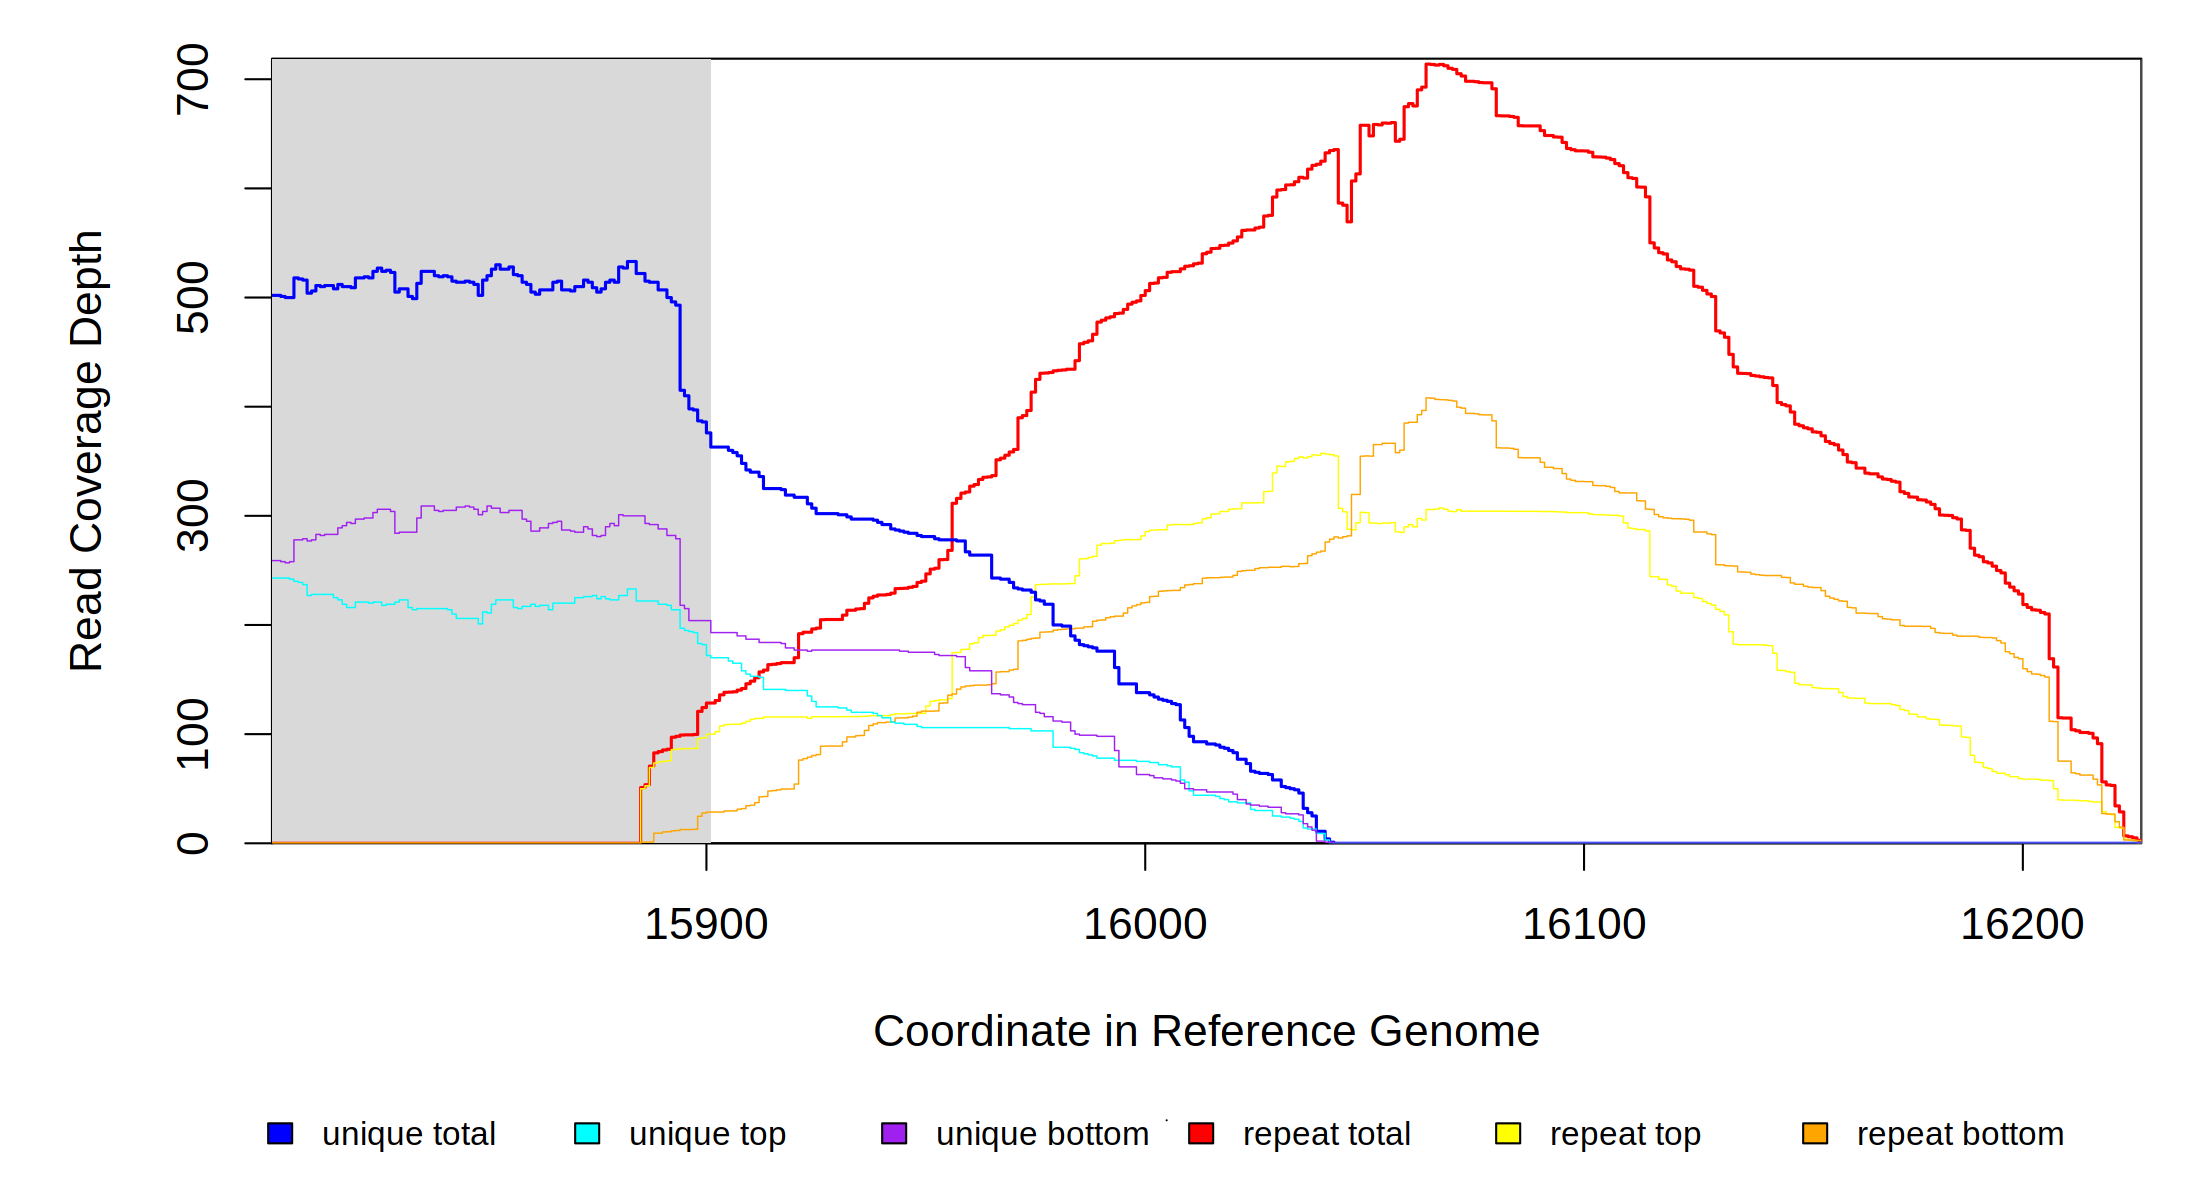 700
500
300
100
0
Read Coverage Depth
15900 16000 16100 16200
Coordinate in Reference Genome
unique total unique top unique bottom repeat total repeat top repeat bottom